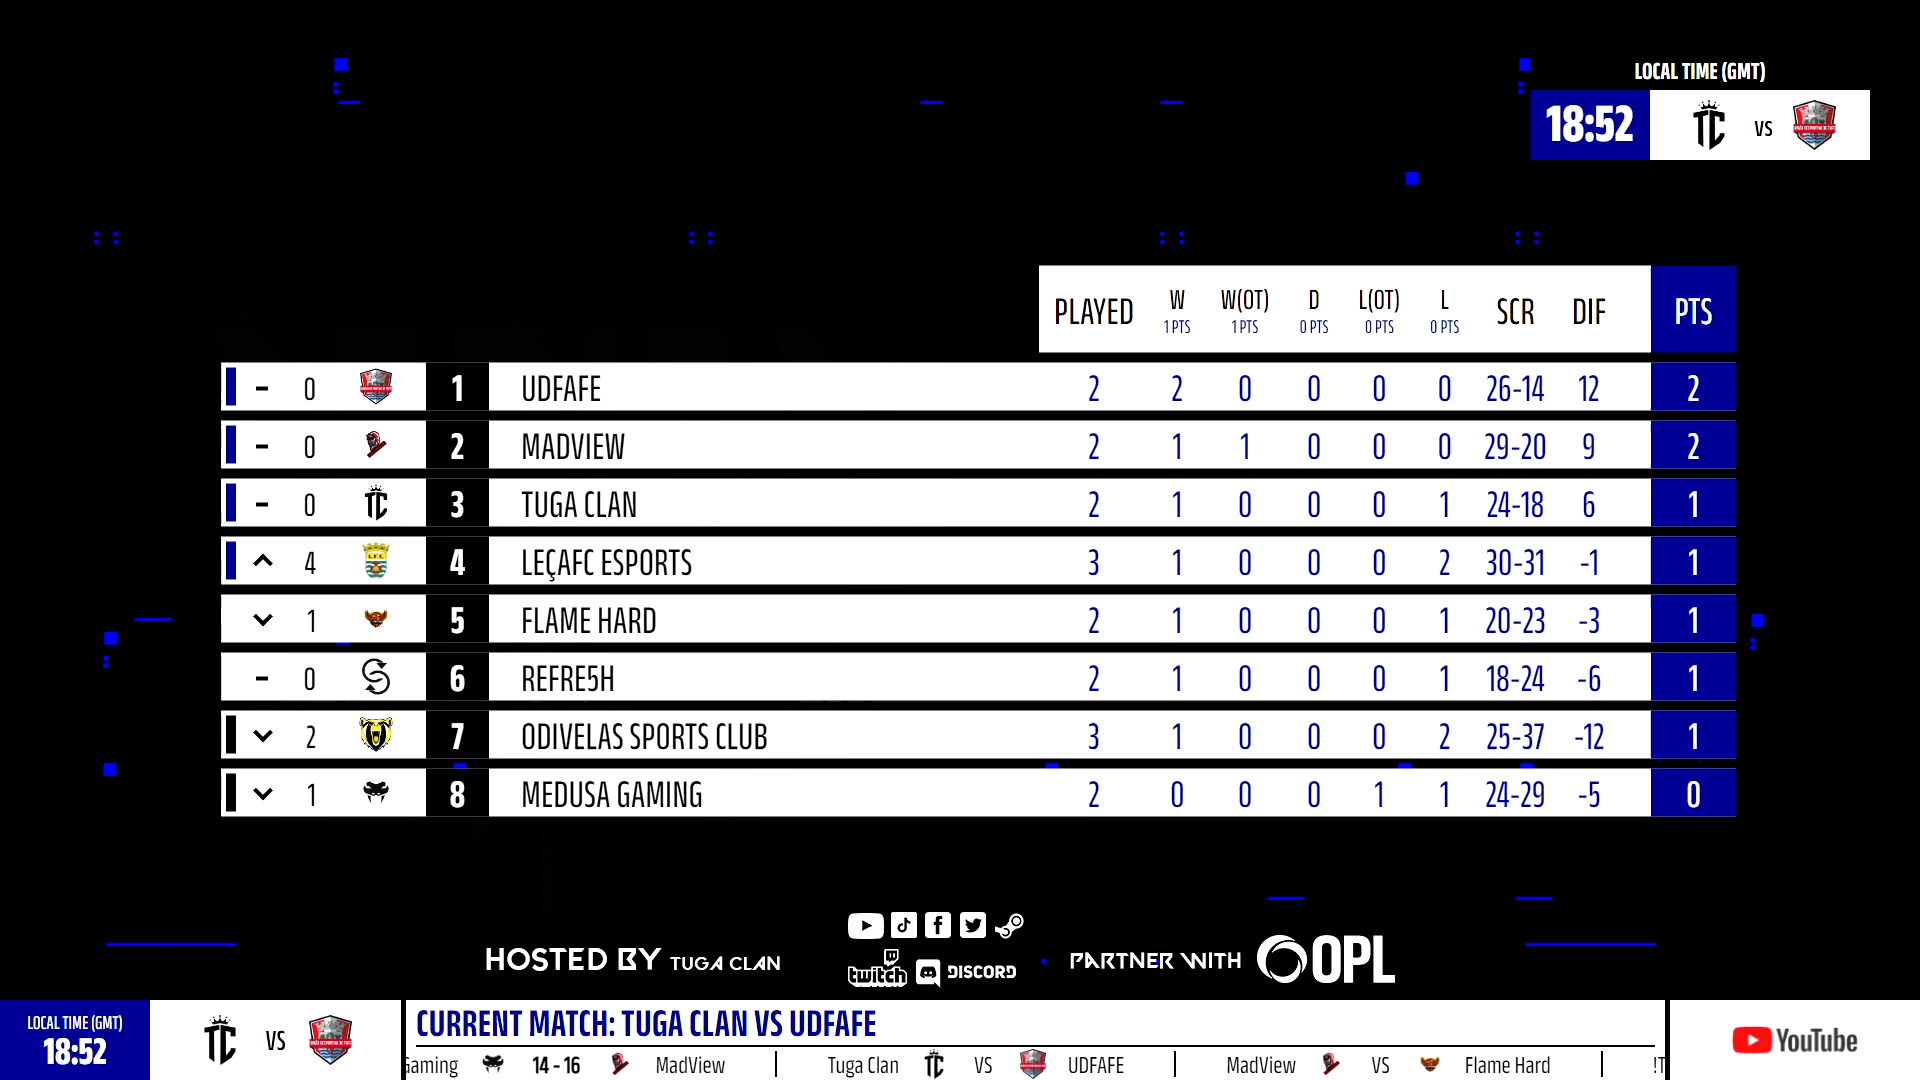 LOCAL TIME (GMT)
18:52 TC VS
PLAYED W W(OT) D L(OT) L SCR DIF PTS
1 PTS 1 PTS 0 PTS 0 PTS 0 PTS
- 0 1 UDFAFE 2 2 0 0 0 0 26-14 12 2
- 0 2 MADVIEW 2 1 1 0 0 0 29-20 9 2
- 0 TC 3 TUGA CLAN 2 1 0 0 0 1 24-18 6 1
4 4 LEÇAFC ESPORTS 3 1 0 0 0 2 30-31 -1 1
1 5 FLAME HARD 2 1 0 0 0 1 20-23 -3 1
- 0 6 REFRE5H 2 1 0 0 0 1 18-24 -6 1
2 7 ODIVELAS SPORTS CLUB 3 1 0 0 0 2 25-37 -12 1
1 8 MEDUSA GAMING 2 0 0 0 1 1 24-29 -5 0
HOSTED BY TUGA CLAN
twitch DISCORD
PARTNER WITH OPL
LOCAL TIME (GMT)
18:52
TC VS
CURRENT MATCH: TUGA CLAN VS UDFAFE
Gaming 14 - 16 MadView | Tuga Clan TC VS UDFAFE | MadView VS Flame Hard | !T
YouTube